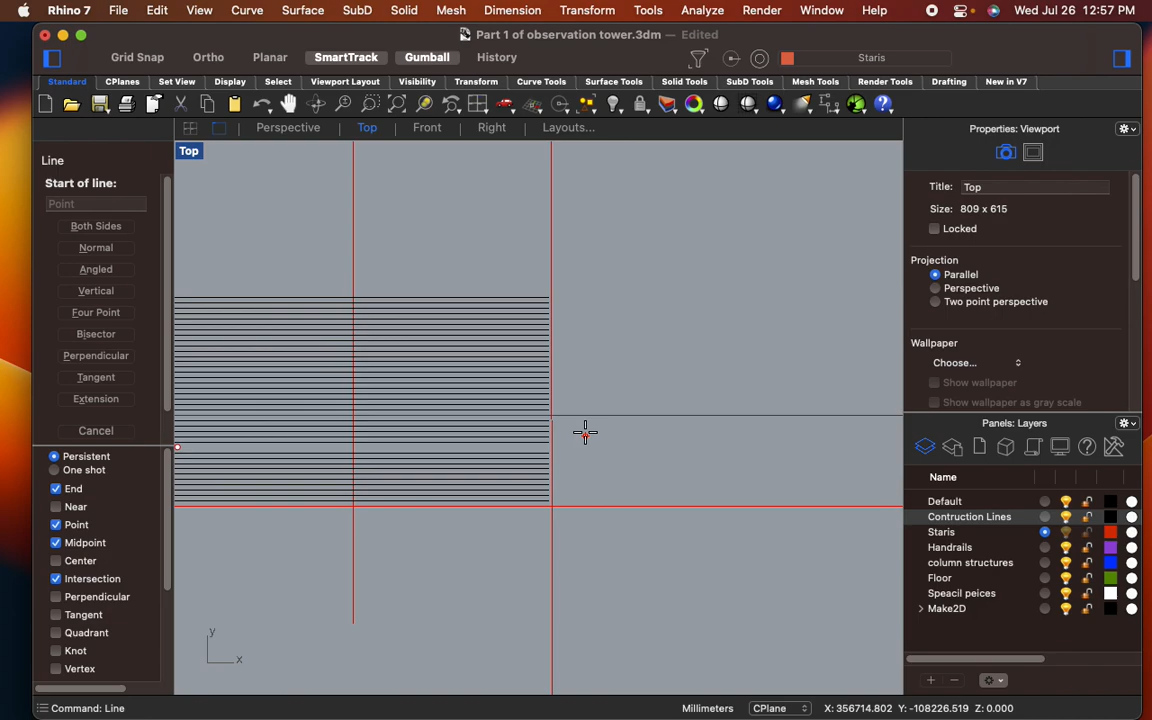 Rhino 7 File Edit View Curve Surface SubD Solid Mesh Dimension Transform Tools Analyze Render Window Help Wed Jul 26 12:57 PM
Part 1 of observation tower.3dm — Edited
Grid Snap Ortho Planar SmartTrack Gumball History Staris
Standard CPlanes Set View Display Select Viewport Layout Visibility Transform Curve Tools Surface Tools Solid Tools SubD Tools Mesh Tools Render Tools Drafting New in V7
Perspective Top Front Right Layouts...
Top
Line
Start of line:
Point
Both Sides
Normal
Angled
Vertical
Four Point
Bisector
Perpendicular
Tangent
Extension
Cancel
Persistent
One shot
End
Near
Point
Midpoint
Center
Intersection
Perpendicular
Tangent
Quadrant
Knot
Vertex
y
x
Properties: Viewport
Title: Top
Size: 809 x 615
Locked
Projection
Parallel
Perspective
Two point perspective
Wallpaper
Choose...
Show wallpaper
Show wallpaper as gray scale
Panels: Layers
Name
Default
Contruction Lines
Staris
Handrails
column structures
Floor
Speacil peices
Make2D
Command: Line Millimeters CPlane X: 356714.802 Y: -108226.519 Z: 0.000